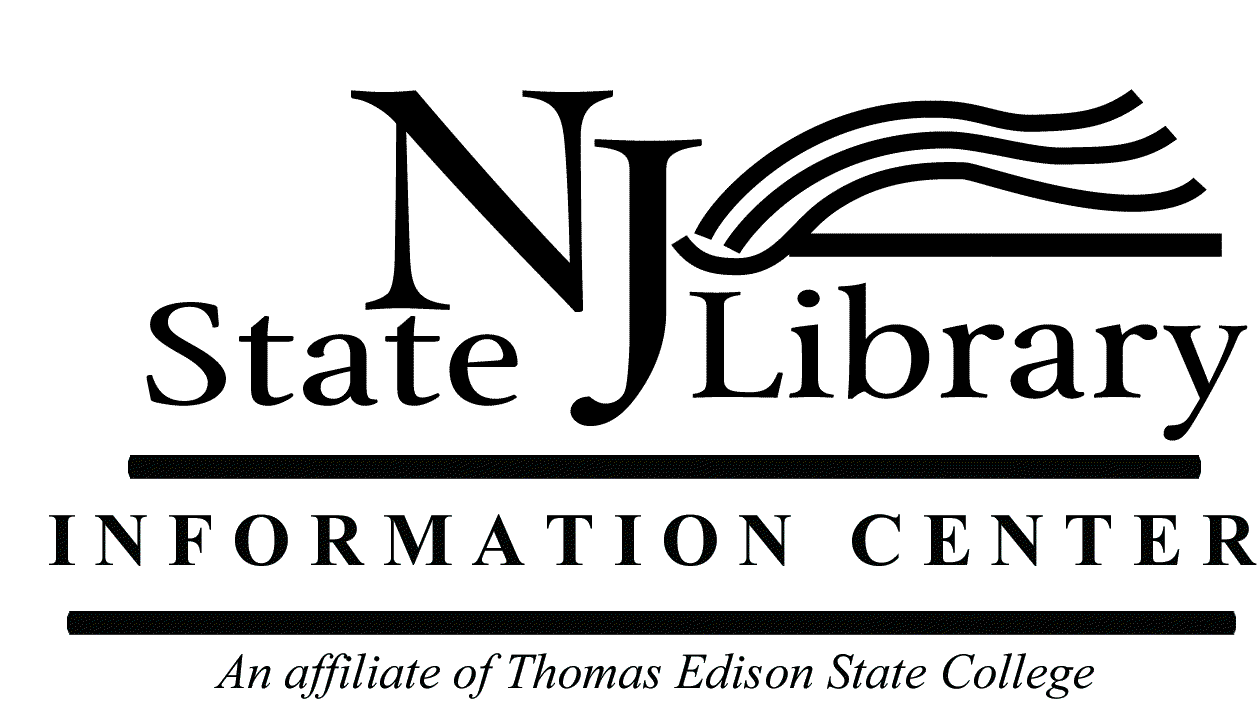 NJ
State Library
INFORMATION CENTER
An affiliate of Thomas Edison State College